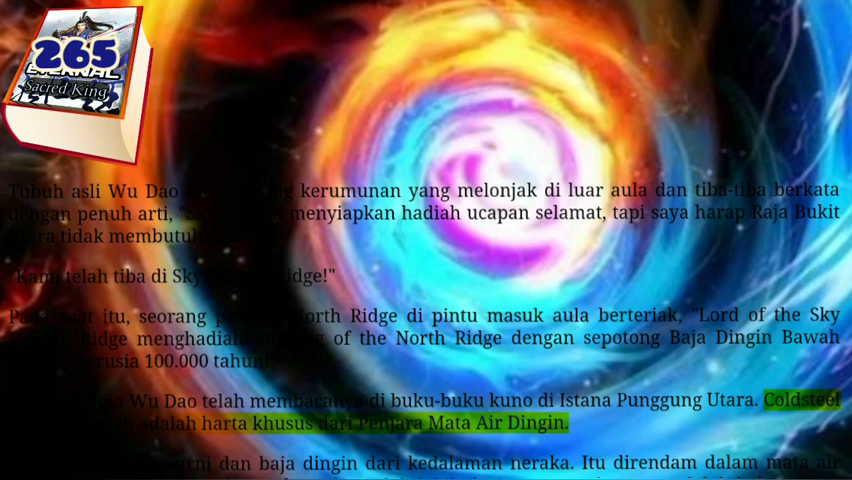 265
ETERNAL
Sacred King
Tubuh asli Wu Dao kerumunan yang melonjak di luar aula dan tiba-tiba berkata
dengan penuh arti, menyiapkan hadiah ucapan selamat, tapi saya harap Raja Bukit
tidak
"Kami telah tiba di Sky
itu, seorang North Ridge di pintu masuk aula berteriak, "Lord of the Sky
Ridge menghadiahkan of the North Ridge dengan sepotong Baja Dingin Bawah
berusia 100.000 tahun
Wu Dao telah membacanya di buku-buku kuno di Istana Punggung Utara. Coldsteel
adalah harta khusus dari Penjara Mata Air Dingin.
dan baja dingin dari kedalaman neraka. Itu direndam dalam mata air